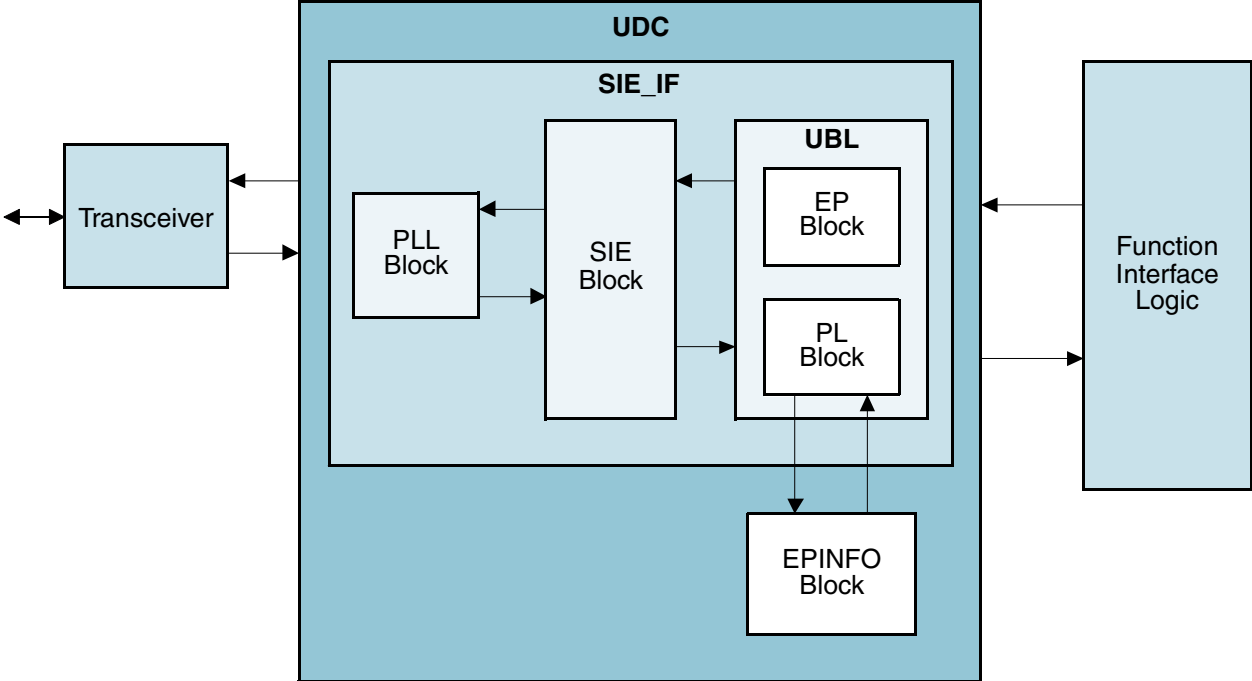 UDC
SIE_IF
UBL
Transceiver
PLL
Block
SIE
Block
EP
Block
PL
Block
EPINFO
Block
Function
Interface
Logic